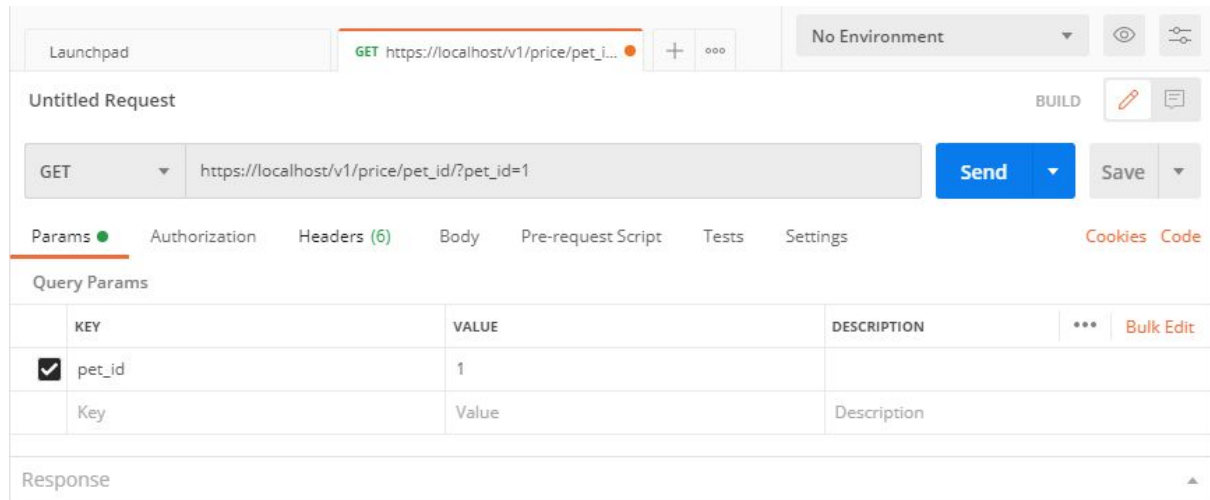 Launchpad
GET https://localhost/v1/price/pet_i...
No Environment
Untitled Request
BUILD
GET https://localhost/v1/price/pet_id/?pet_id=1 Send Save
Params Authorization Headers (6) Body Pre-request Script Tests Settings Cookies Code
Query Params
KEY VALUE DESCRIPTION Bulk Edit
pet_id 1
Key Value Description
Response